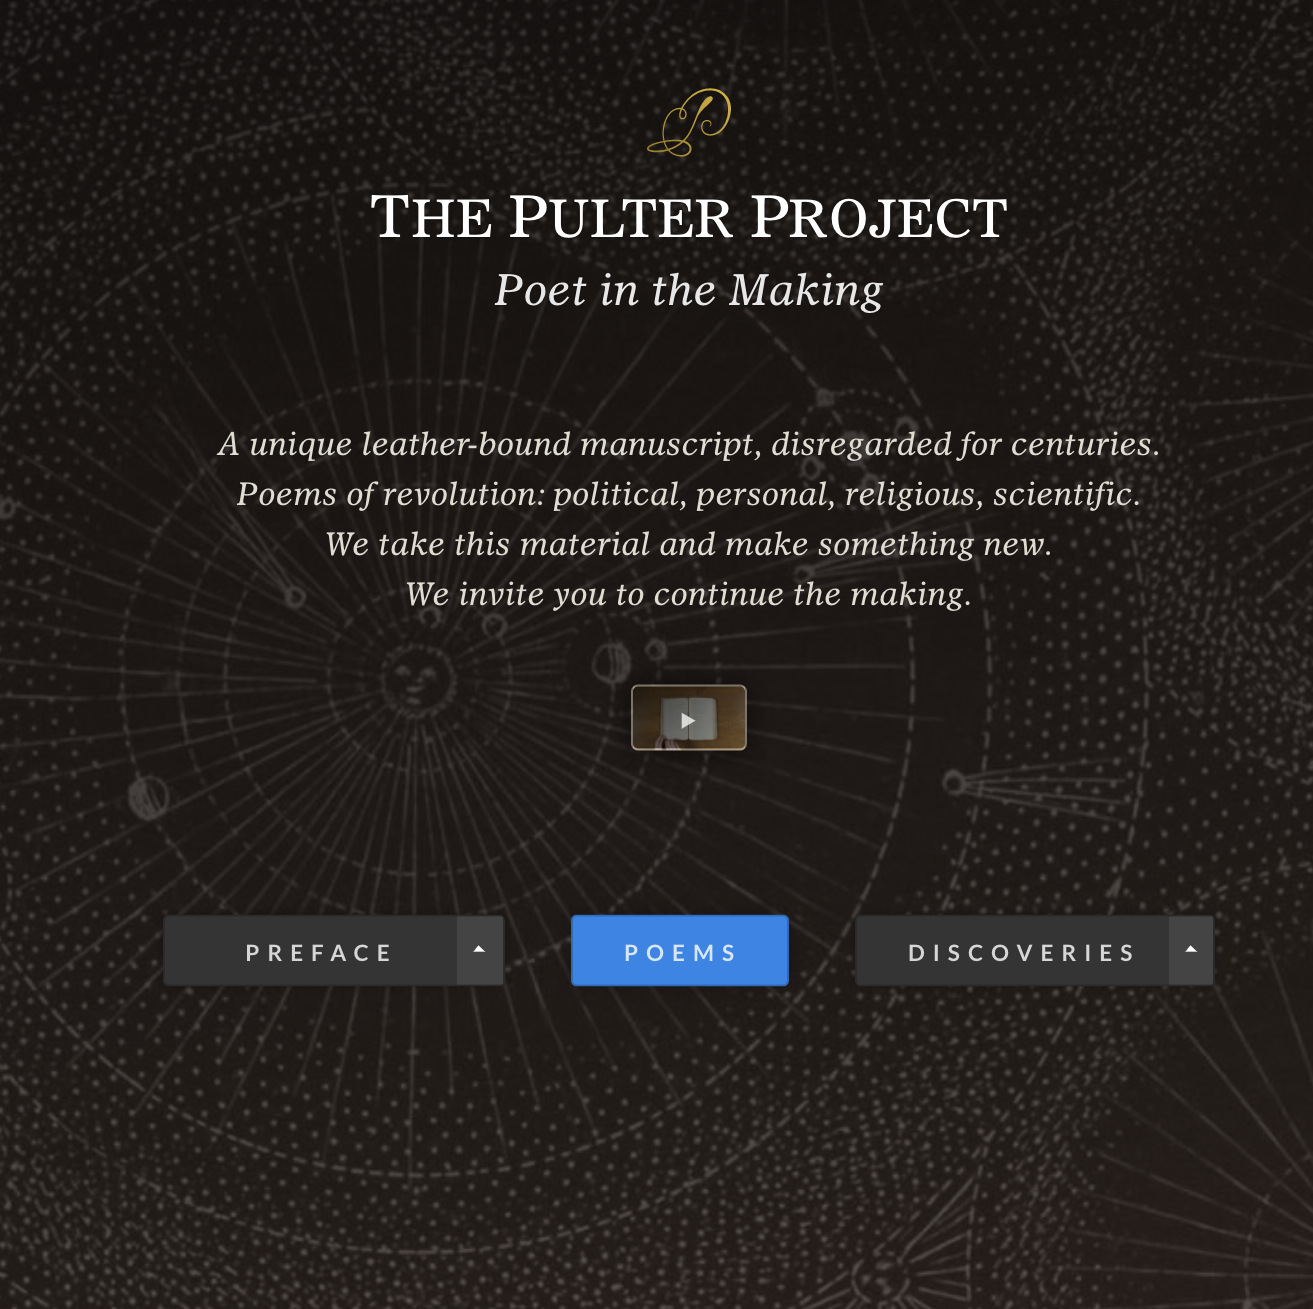 P
THE PULTER PROJECT
Poet in the Making
A unique leather-bound manuscript, disregarded for centuries.
Poems of revolution: political, personal, religious, scientific.
We take this material and make something new.
We invite you to continue the making.
PREFACE
POEMS
DISCOVERIES